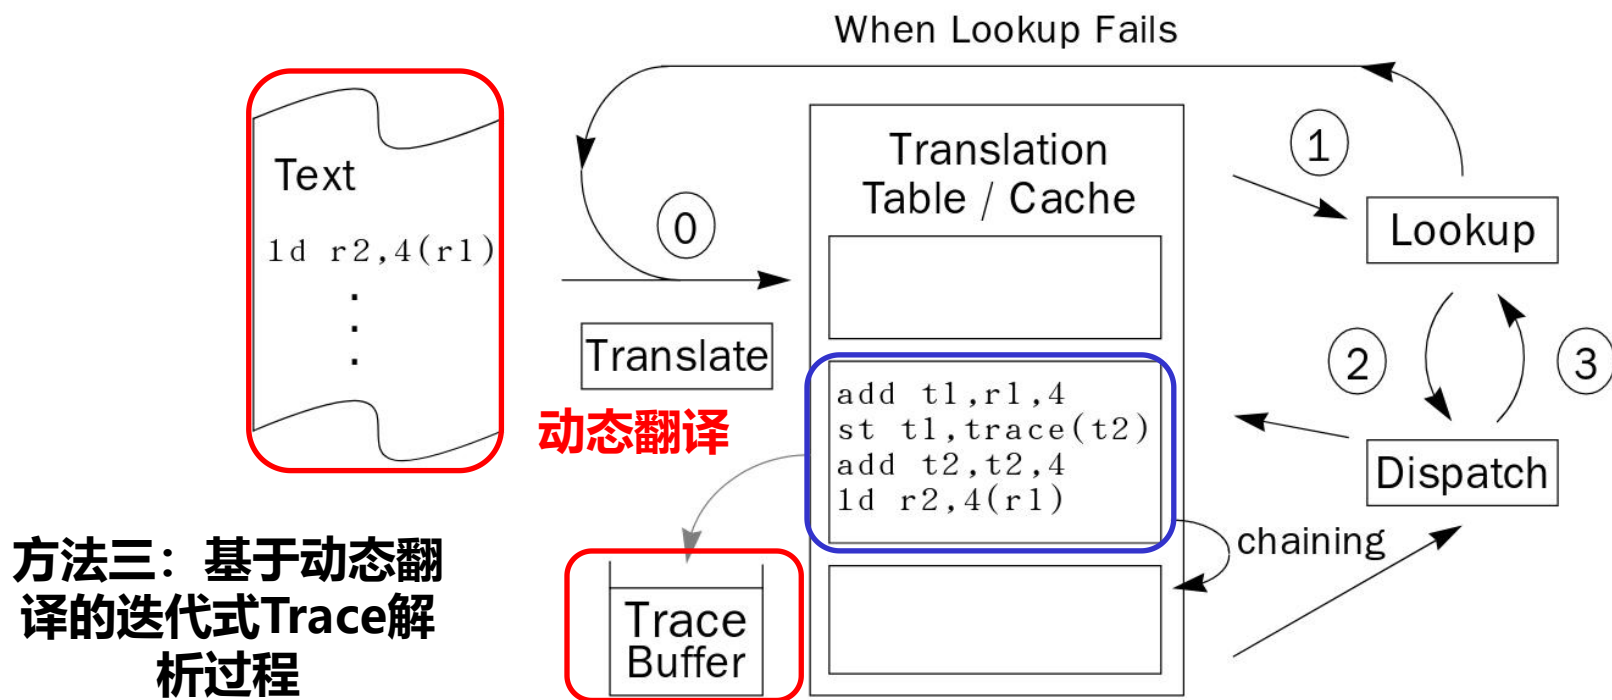 When Lookup Fails
Text
1d r2,4(r1)
.
.
.
0
Translate
动态翻译
Translation
Table / Cache
add t1,r1,4
st t1,trace(t2)
add t2,t2,4
1d r2,4(r1)
1
Lookup
2
3
Dispatch
chaining
Trace
Buffer
方法三：基于动态翻
译的迭代式Trace解
析过程